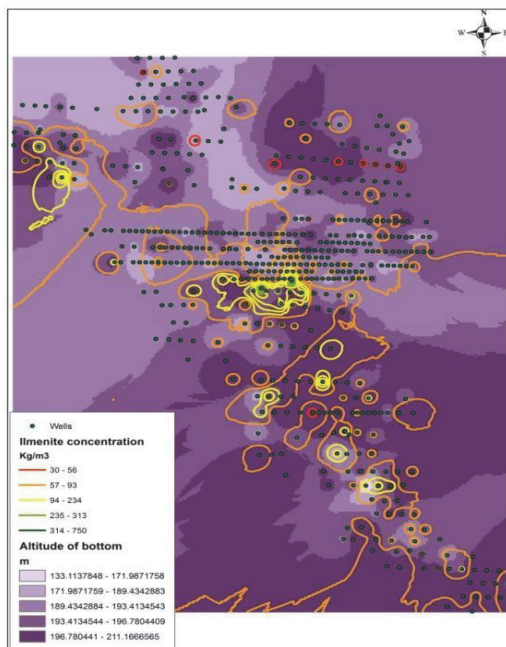 N
W E
S
Wells
Ilmenite concentration
Kg/m3
30 - 56
57 - 93
94 - 234
235 - 313
314 - 750
Altitude of bottom
m
133.1137848 - 171.9871758
171.9871759 - 189.4342883
189.4342884 - 193.4134543
193.4134544 - 196.7804409
196.780441 - 211.1666565